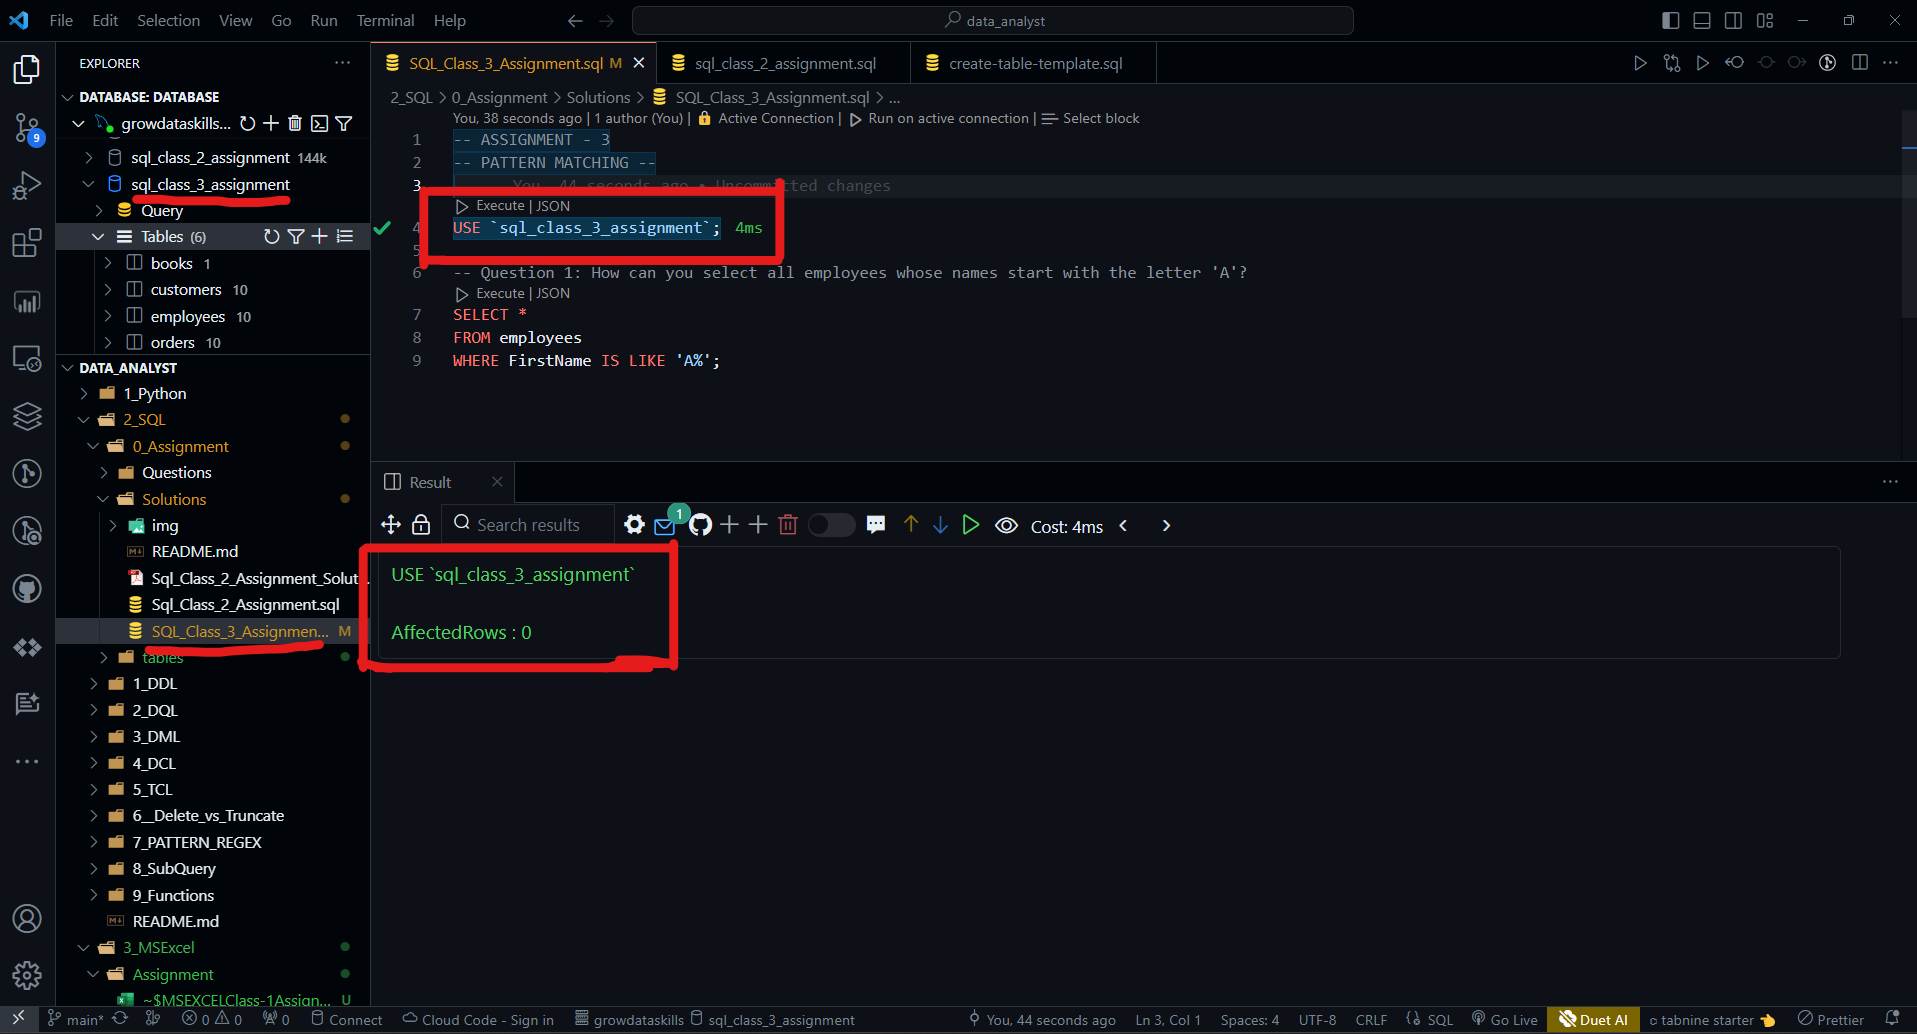 File Edit Selection View Go Run Terminal Help
data_analyst
EXPLORER
DATABASE: DATABASE
growdataskills...
sql_class_2_assignment 144k
sql_class_3_assignment
Query
Tables (6)
books 1
customers 10
employees 10
orders 10
DATA_ANALYST
1_Python
2_SQL
0_Assignment
Questions
Solutions
img
README.md
Sql_Class_2_Assignment_Solut...
Sql_Class_2_Assignment.sql
SQL_Class_3_Assignmen... M
tables
1_DDL
2_DQL
3_DML
4_DCL
5_TCL
6__Delete_vs_Truncate
7_PATTERN_REGEX
8_SubQuery
9_Functions
README.md
3_MSExcel
Assignment
~$MSEXCELClass-1Assign... U
9
SQL_Class_3_Assignment.sql M
sql_class_2_assignment.sql
create-table-template.sql
2_SQL > 0_Assignment > Solutions > SQL_Class_3_Assignment.sql > ...
You, 38 seconds ago | 1 author (You) | Active Connection | Run on active connection | Select block
1 -- ASSIGNMENT - 3
2 -- PATTERN MATCHING --
3 You, 44 seconds ago • Uncommitted changes
Execute | JSON
4 USE `sql_class_3_assignment`; 4ms
5
6 -- Question 1: How can you select all employees whose names start with the letter 'A'?
Execute | JSON
7 SELECT *
8 FROM employees
9 WHERE FirstName IS LIKE 'A%';
Result
Search results
1
Cost: 4ms
USE `sql_class_3_assignment`
AffectedRows : 0
main* 0 0 0 Connect Cloud Code - Sign in growdataskills sql_class_3_assignment You, 44 seconds ago Ln 3, Col 1 Spaces: 4 UTF-8 CRLF SQL Go Live Duet AI tabnine starter Prettier